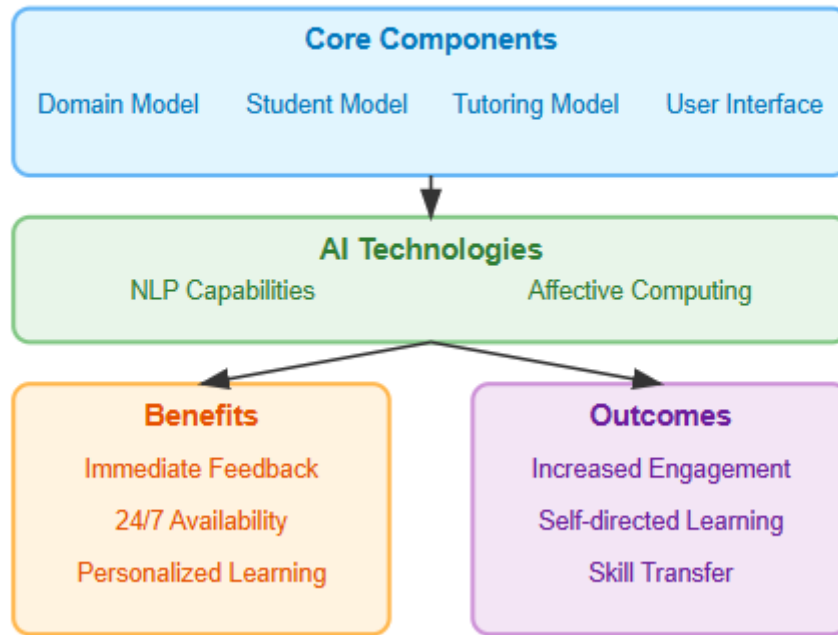 Core Components
Domain Model Student Model Tutoring Model User Interface
AI Technologies
NLP Capabilities Affective Computing
Benefits
Immediate Feedback
24/7 Availability
Personalized Learning
Outcomes
Increased Engagement
Self-directed Learning
Skill Transfer